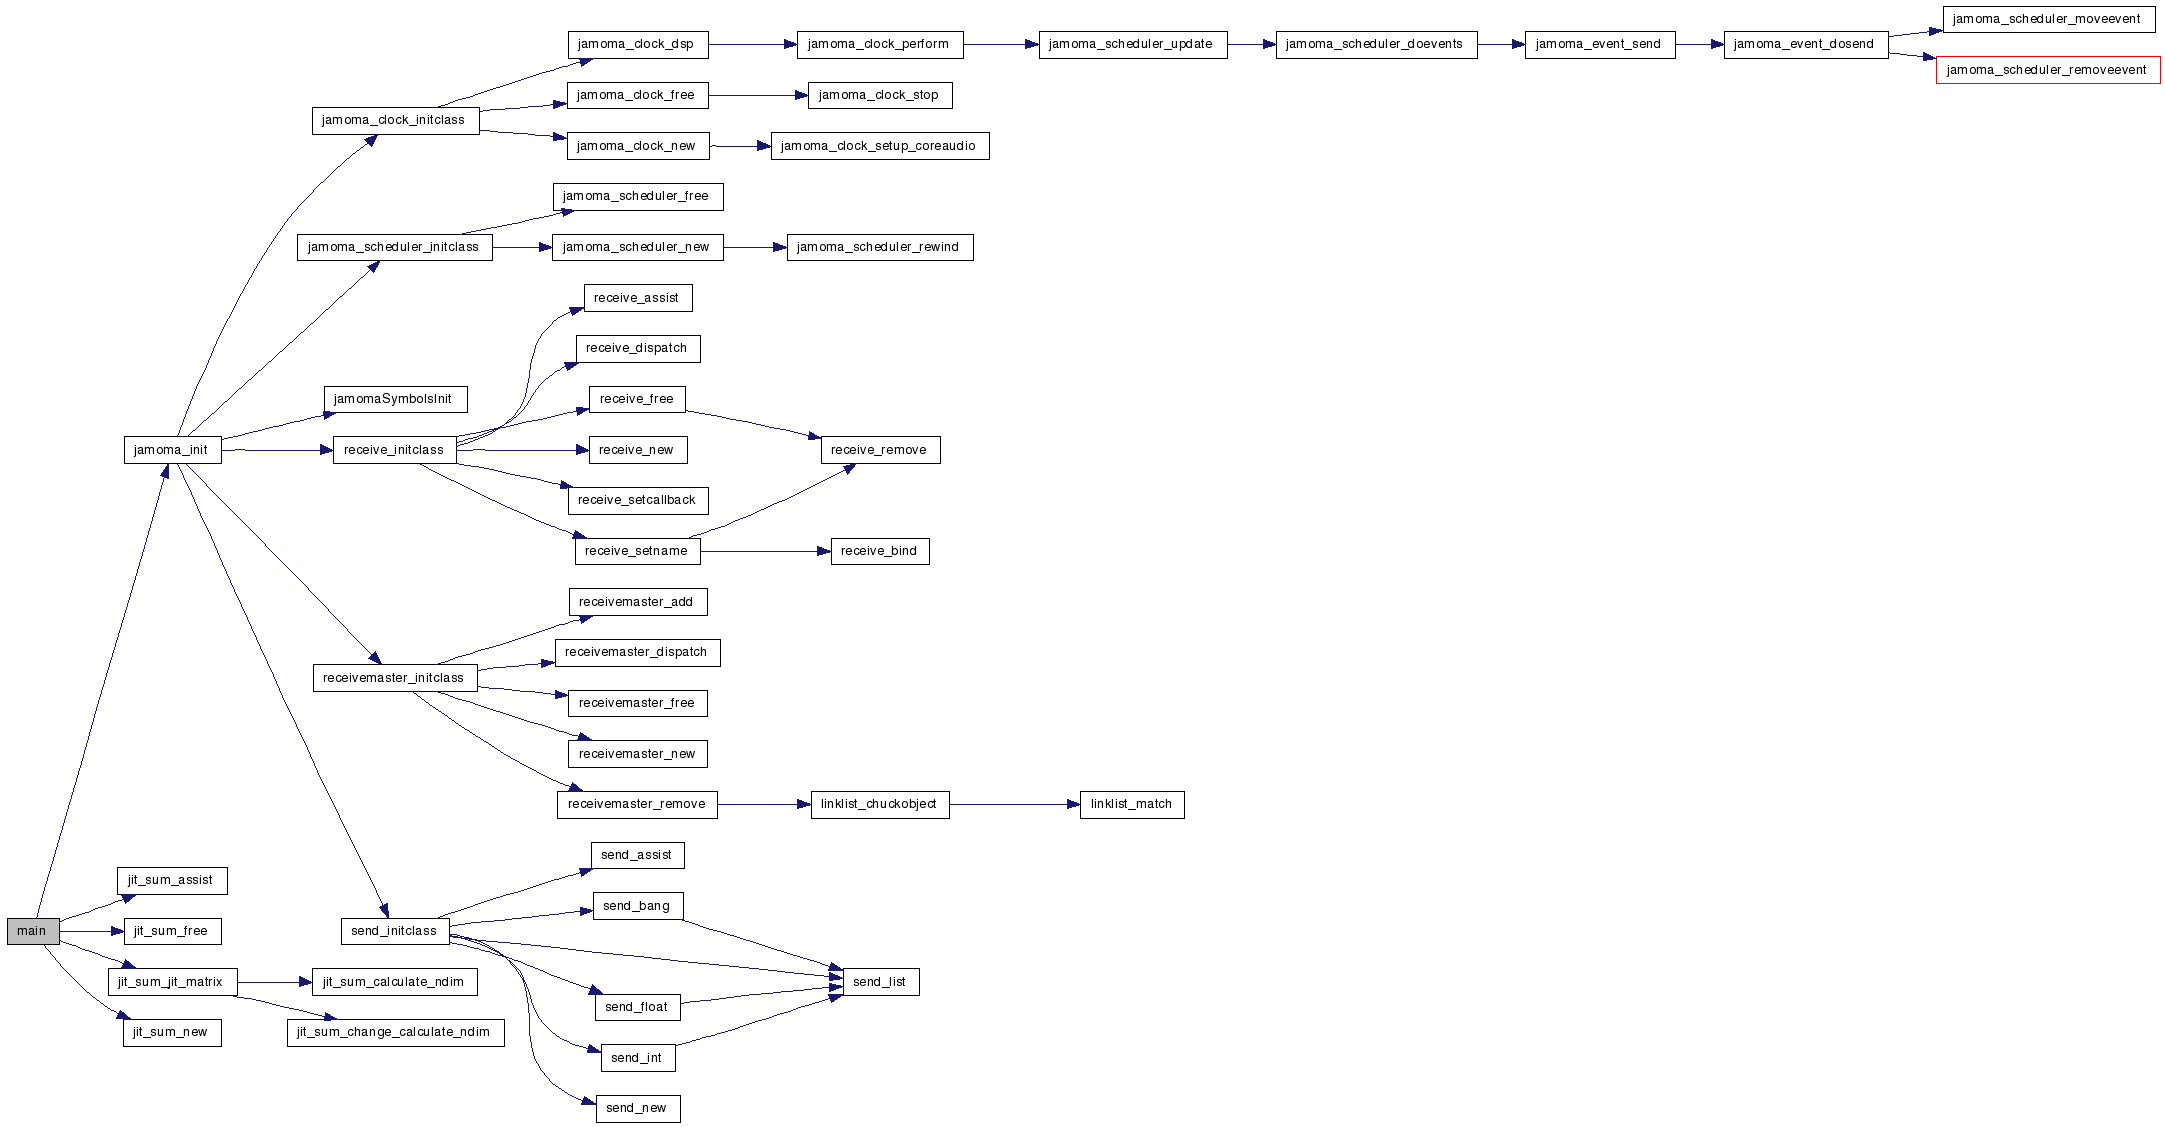 jamoma_scheduler_moveevent
jamoma_clock_dsp
jamoma_clock_perform
jamoma_scheduler_update
jamoma_scheduler_doevents
jamoma_event_send
jamoma_event_dosend
jamoma_scheduler_removeevent
jamoma_clock_free
jamoma_clock_stop
jamoma_clock_initclass
jamoma_clock_new
jamoma_clock_setup_coreaudio
jamoma_scheduler_free
jamoma_scheduler_initclass
jamoma_scheduler_new
jamoma_scheduler_rewind
receive_assist
receive_dispatch
jamomaSymbolsInit
receive_free
jamoma_init
receive_initclass
receive_new
receive_remove
receive_setcallback
receive_setname
receive_bind
receivemaster_add
receivemaster_dispatch
receivemaster_initclass
receivemaster_free
receivemaster_new
receivemaster_remove
linklist_chuckobject
linklist_match
send_assist
jit_sum_assist
send_bang
main
jit_sum_free
send_initclass
jit_sum_jit_matrix
jit_sum_calculate_ndim
send_list
send_float
jit_sum_new
jit_sum_change_calculate_ndim
send_int
send_new